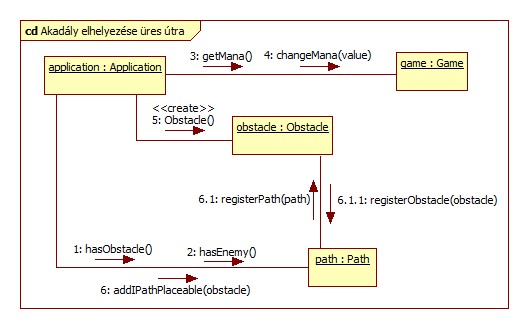 cd Akadály elhelyezése üres útra
3: getMana()
4: changeMana(value)
application : Application
game : Game
<<create>>
5: Obstacle()
obstacle : Obstacle
6.1: registerPath(path)
6.1.1: registerObstacle(obstacle)
1: hasObstacle()
2: hasEnemy()
path : Path
6: addIPathPlaceable(obstacle)